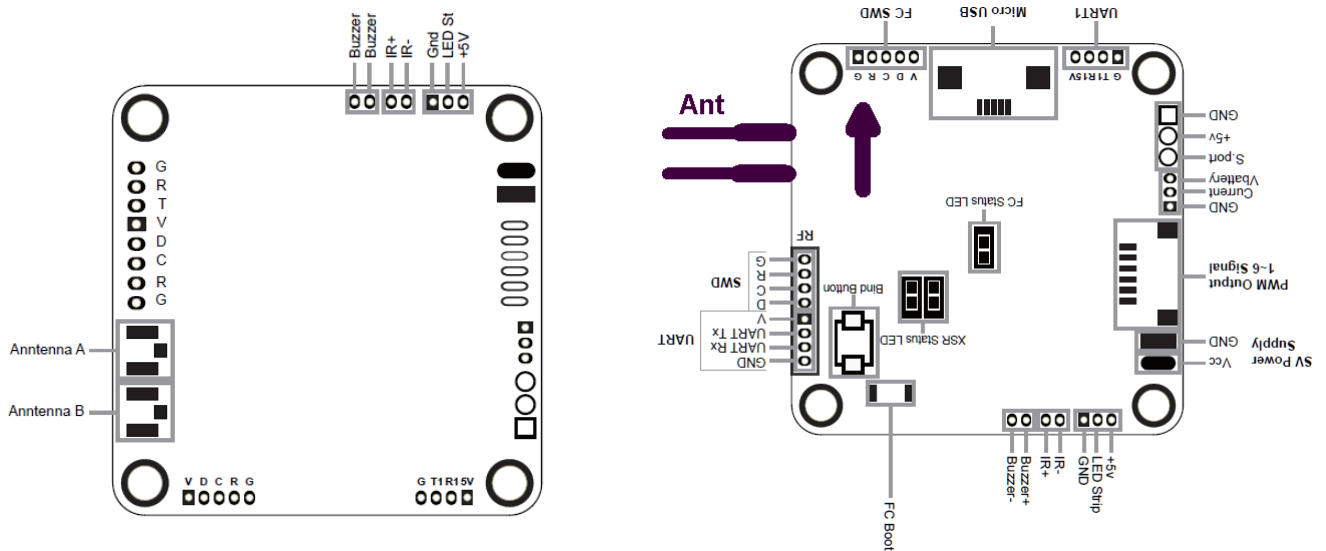 Buzzer
Buzzer
IR+
IR-
Gnd
LED St
+5V
G
R
T
V
D
C
R
G
Anntenna A
Anntenna B
V D C R G
G T1 R1 5V
FC SWD
Micro USB
UART1
G R C D V
5V R1 T1 G
Ant
GND
+5v
S.port
Vbattery
Current
GND
FC Status LED
RF
G
R
C
D
SWD
V
UART Tx
UART Rx
GND
UART
Bind Button
XSR Status LED
PWM Output
1~6 Signal
GND
Vcc
5V Power
Supply
Buzzer-
Buzzer+
IR+
IR-
GND
LED Strip
+5v
FC Boot